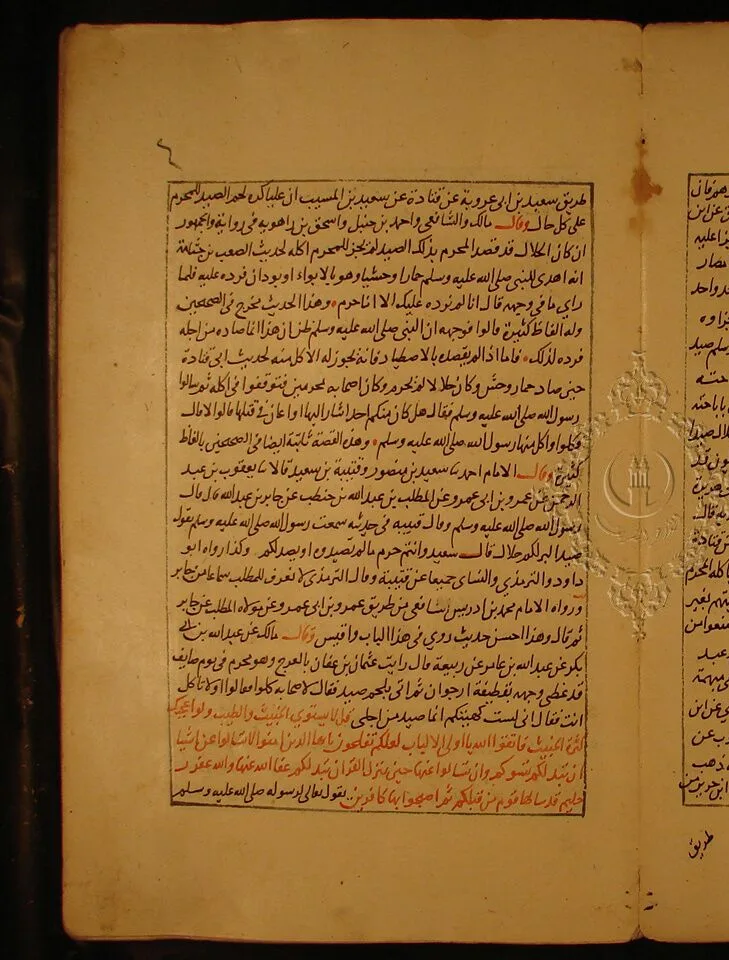 طريق سعيد بن ابي عروبة عن قتادة عن سعيد بن المسيب ان عليا كره لحم الصيد للمحرم
على كل حال وقال مالك والشافعي واحمد بن حنبل واسحق بن راهويه في رواية والجمهور
ان كان الحلال قد قصد المحرم بذلك الصيد لم يجز للمحرم اكله لحديث الصعب بن جثامة
انه اهدى للنبي صلى الله عليه وسلم حمارا وحشيا وهو بالابواء او بودان فرده عليه فلما
راي ما في وجهه قال انا لم نرده عليك الا انا حرم وهذا الحديث مخرج في الصحيحين
وله الفاظ كثيرة قالوا فوجهه ان النبي صلى الله عليه وسلم ظن ان هذا انما صاده من اجله
فرده لذلك فاما اذا لم يقصده بالاصطياد فانه يجوز له الاكل منه لحديث ابي قتادة
حين صاد حمار وحش وكان حلالا لم يحرم وكان اصحابه محرمين فتوقفوا في اكله ثم سالوا
رسول الله صلى الله عليه وسلم فقال هل كان منكم احد اشار اليها او اعان في قتلها قالوا لا قال
فكلوا واكل منها رسول الله صلى الله عليه وسلم وهذه القصة ثابتة ايضا في الصحيحين بالفاظ
كثيرة وقال الامام احمد ثنا سعيد بن منصور وقتيبة بن سعيد قالا ثنا يعقوب بن عبد
الرحمن عن عمرو بن ابي عمرو عن المطلب بن عبد الله بن حنطب عن جابر بن عبد الله قال قال
رسول الله صلى الله عليه وسلم وقال قتيبة في حديثه سمعت رسول الله صلى الله عليه وسلم يقول
صيد البر لكم حلال قال سعيد وانتم حرم مالم تصيدوه او يصد لكم وكذا رواه ابو
داود والترمذي والنسائي جميعا عن قتيبة وقال الترمذي لا نعرف للمطلب سماعا من جابر
ورواه الامام محمد بن ادريس الشافعي من طريق عمرو بن ابي عمرو عن مولاه المطلب عن جابر
ثم قال وهذا احسن حديث روي في هذا الباب واقيس وقال مالك عن عبد الله بن ابي
بكر عن عبد الله بن عامر عن ربيعة قال رايت عثمان بن عفان بالعرج وهو محرم في يوم صايف
قد غطى وجهه بقطيفة ارجوان ثم اتي بلحم صيد فقال لاصحابه كلوا فقالوا اولا تاكل
انت فقال اني لست كهيئتكم انما صيد من اجلي قل لا يستوي الخبيث والطيب ولو اعجبك
كثرة الخبيث فاتقوا الله يا اولي الالباب لعلكم تفلحون يا ايها الذين امنوا لا تسالوا عن اشيا
ان تبد لكم تسوكم وان تسالوا عنها حين ينزل القران تبد لكم عفا الله عنها والله غفور
حليم قد سالها قوم من قبلكم ثم اصبحوا بها كافرين يقول تعالى لرسوله صلى الله عليه وسلم
طريق